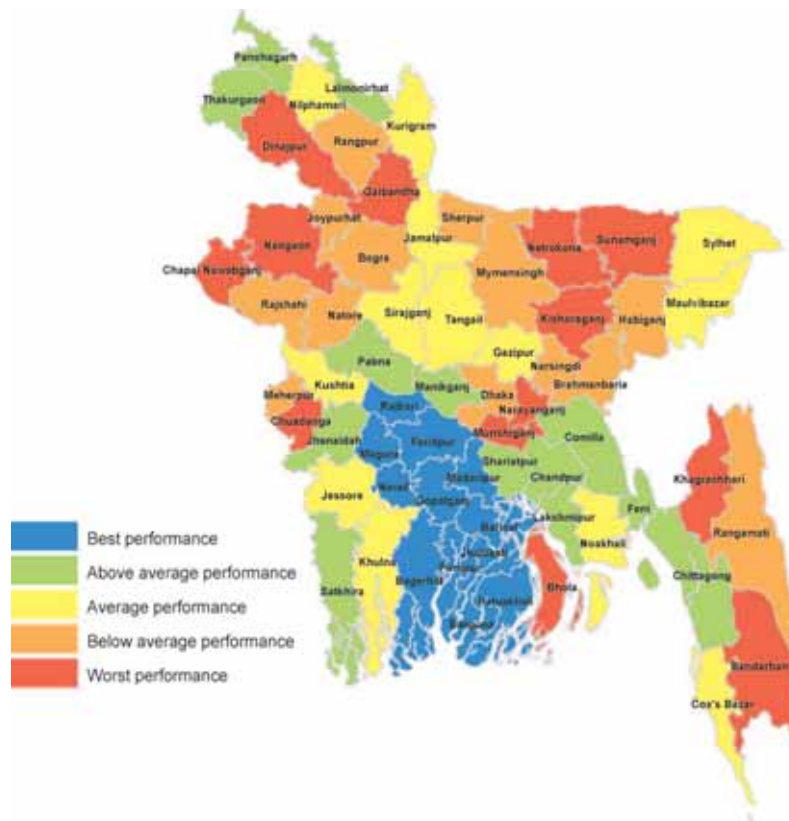 Panchagarh
Lalmonirhat
Thakurgaon
Nilphamari
Kurigram
Dinajpur
Rangpur
Gaibandha
Joypurhat
Sherpur
Jamalpur
Netrokona
Sunamganj
Sylhet
Naogaon
Bogra
Mymensingh
Chapai Nawabganj
Maulvibazar
Rajshahi
Natore
Sirajganj
Tangail
Kishoreganj
Habiganj
Gazipur
Pabna
Narsingdi
Kushtia
Manikganj
Dhaka
Brahmanbaria
Meherpur
Rajbari
Narayanganj
Chuadanga
Munshiganj
Jhenaidah
Faridpur
Comilla
Magura
Shariatpur
Madaripur
Chandpur
Khagrachhari
Jessore
Narail
Gopalganj
Feni
Lakshmipur
Barisal
Rangamati
Best performance
Noakhali
Khulna
Above average performance
Chittagong
Bagerhat
Bhola
Satkhira
Patuakhali
Average performance
Below average performance
Bandarban
Worst performance
Cox's Bazar